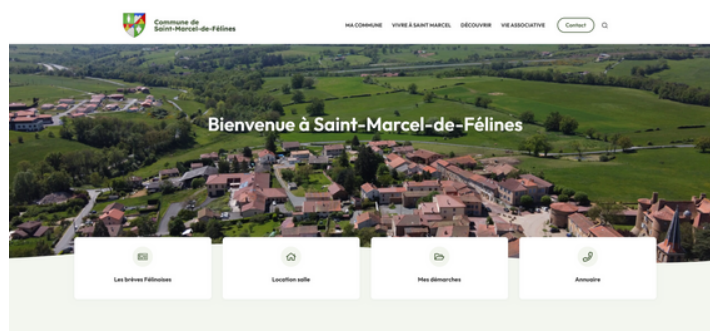 Commune de
Saint-Marcel-de-Félines
MA COMMUNE VIVRE À SAINT MARCEL DÉCOUVRIR VIE ASSOCIATIVE Contact
Bienvenue à Saint-Marcel-de-Félines
Les brèves Félinoises Location salle Mes démarches Annuaire